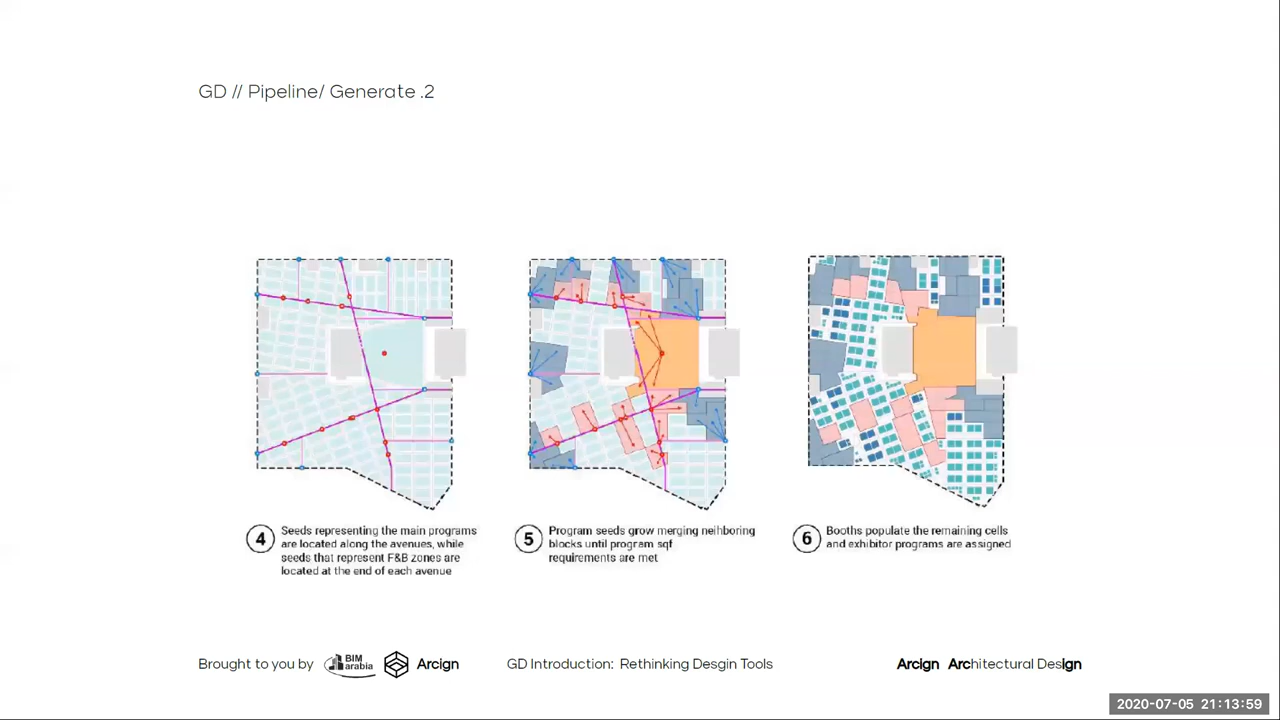 GD // Pipeline/ Generate .2
4
Seeds representing the main programs
are located along the avenues, while
seeds that represent F&B zones are
located at the end of each avenue
5
Program seeds grow merging neihboring
blocks until program sqf
requirements are met
6
Booths populate the remaining cells
and exhibitor programs are assigned
Brought to you by
BIM
arabia
Arcign
GD Introduction: Rethinking Desgin Tools
Arcign Architectural DesIgn
2020-07-05 21:13:59